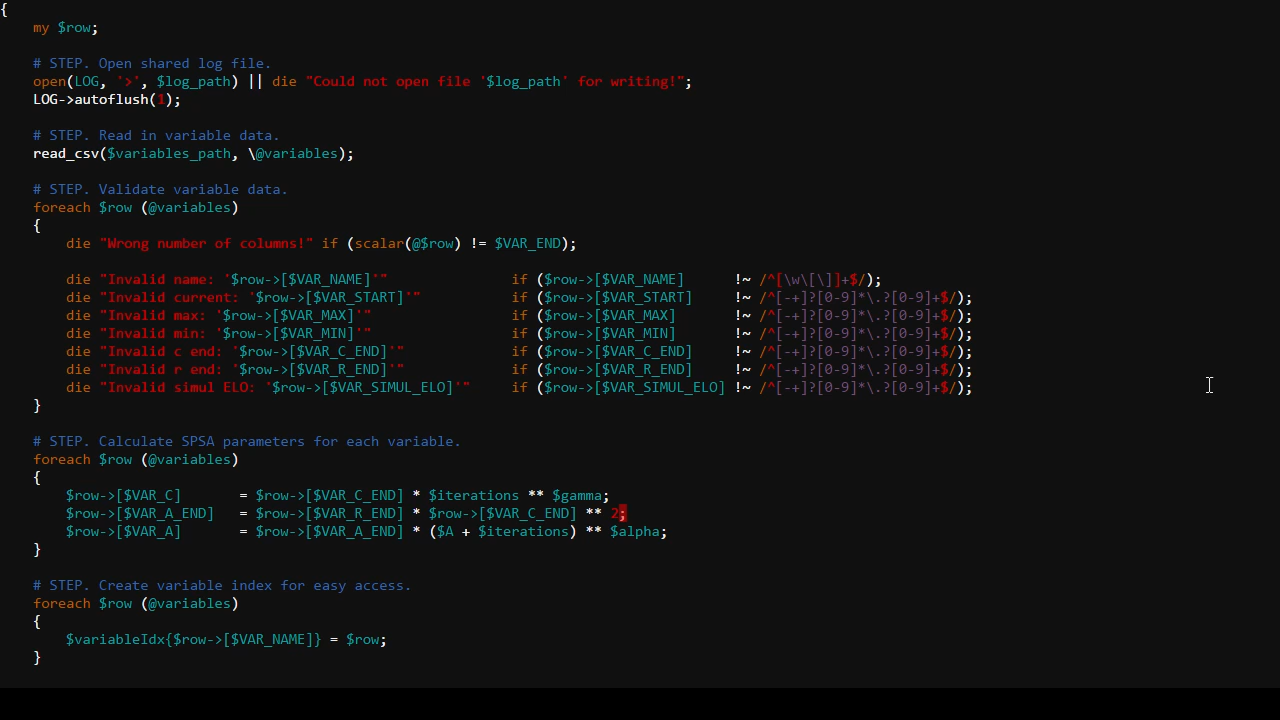 {
    my $row;

    # STEP. Open shared log file.
    open(LOG, '>', $log_path) || die "Could not open file '$log_path' for writing!";
    LOG->autoflush(1);

    # STEP. Read in variable data.
    read_csv($variables_path, \@variables);

    # STEP. Validate variable data.
    foreach $row (@variables)
    {
        die "Wrong number of columns!" if (scalar(@$row) != $VAR_END);

        die "Invalid name: '$row->[$VAR_NAME]'"               if ($row->[$VAR_NAME]      !~ /^[\w\[\]]+$/);
        die "Invalid current: '$row->[$VAR_START]'"           if ($row->[$VAR_START]     !~ /^[-+]?[0-9]*\.?[0-9]+$/);
        die "Invalid max: '$row->[$VAR_MAX]'"                 if ($row->[$VAR_MAX]       !~ /^[-+]?[0-9]*\.?[0-9]+$/);
        die "Invalid min: '$row->[$VAR_MIN]'"                 if ($row->[$VAR_MIN]       !~ /^[-+]?[0-9]*\.?[0-9]+$/);
        die "Invalid c end: '$row->[$VAR_C_END]'"             if ($row->[$VAR_C_END]     !~ /^[-+]?[0-9]*\.?[0-9]+$/);
        die "Invalid r end: '$row->[$VAR_R_END]'"             if ($row->[$VAR_R_END]     !~ /^[-+]?[0-9]*\.?[0-9]+$/);
        die "Invalid simul ELO: '$row->[$VAR_SIMUL_ELO]'"     if ($row->[$VAR_SIMUL_ELO] !~ /^[-+]?[0-9]*\.?[0-9]+$/);
    }

    # STEP. Calculate SPSA parameters for each variable.
    foreach $row (@variables)
    {
        $row->[$VAR_C]       = $row->[$VAR_C_END] * $iterations ** $gamma;
        $row->[$VAR_A_END]   = $row->[$VAR_R_END] * $row->[$VAR_C_END] ** 2;
        $row->[$VAR_A]       = $row->[$VAR_A_END] * ($A + $iterations) ** $alpha;
    }

    # STEP. Create variable index for easy access.
    foreach $row (@variables)
    {
        $variableIdx{$row->[$VAR_NAME]} = $row;
    }